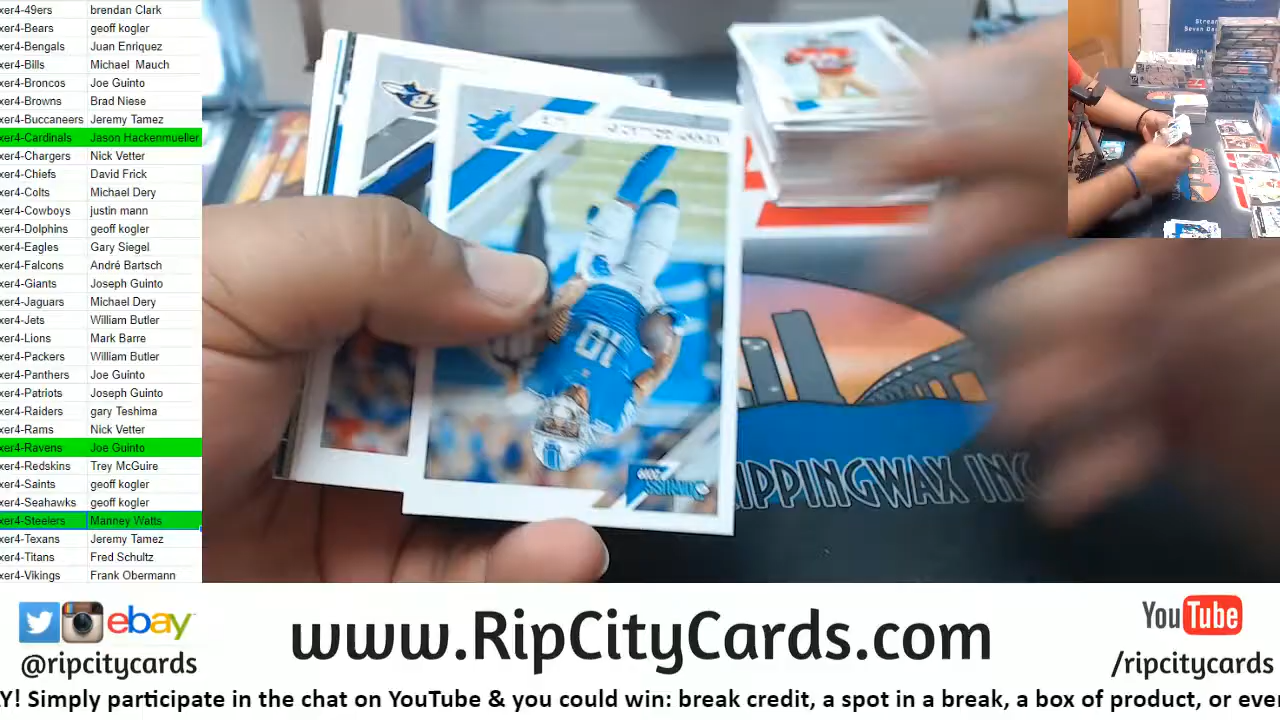 xer4-49ers brendan Clark
xer4-Bears geoff kogler
xer4-Bengals Juan Enriquez
xer4-Bills Michael Mauch
xer4-Broncos Joe Guinto
xer4-Browns Brad Niese
xer4-Buccaneers Jeremy Tamez
xer4-Cardinals Jason Hackenmueller
xer4-Chargers Nick Vetter
xer4-Chiefs David Frick
xer4-Colts Michael Dery
xer4-Cowboys justin mann
xer4-Dolphins geoff kogler
xer4-Eagles Gary Siegel
xer4-Falcons André Bartsch
xer4-Giants Joseph Guinto
xer4-Jaguars Michael Dery
xer4-Jets William Butler
xer4-Lions Mark Barre
xer4-Packers William Butler
xer4-Panthers Joe Guinto
xer4-Patriots Joseph Guinto
xer4-Raiders gary Teshima
xer4-Rams Nick Vetter
xer4-Ravens Joe Guinto
xer4-Redskins Trey McGuire
xer4-Saints geoff kogler
xer4-Seahawks geoff kogler
xer4-Steelers Manney Watts
xer4-Texans Jeremy Tamez
xer4-Titans Fred Schultz
xer4-Vikings Frank Obermann
10
RIPPINGWAX INC
Stream
Seven Da
ebay
@ripcitycards
www.RipCityCards.com
YouTube
/ripcitycards
Y! Simply participate in the chat on YouTube & you could win: break credit, a spot in a break, a box of product, or eve